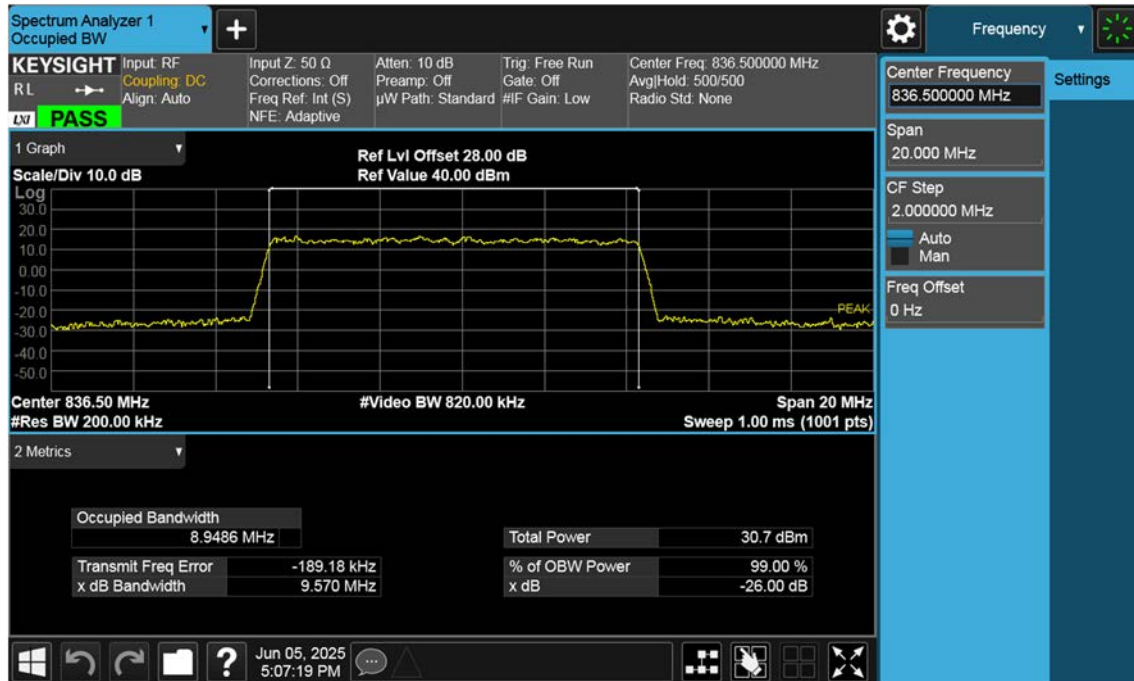 Spectrum Analyzer 1
Occupied BW
+
Frequency
KEYSIGHT
RL
LXI PASS
Input: RF
Coupling: DC
Align: Auto
Input Z: 50 Ω
Corrections: Off
Freq Ref: Int (S)
NFE: Adaptive
Atten: 10 dB
Preamp: Off
µW Path: Standard
Trig: Free Run
Gate: Off
#IF Gain: Low
Center Freq: 836.500000 MHz
Avg|Hold: 500/500
Radio Std: None
Center Frequency
836.500000 MHz
Settings
Span
20.000 MHz
CF Step
2.000000 MHz
Auto
Man
Freq Offset
0 Hz
1 Graph
Scale/Div 10.0 dB
Ref Lvl Offset 28.00 dB
Ref Value 40.00 dBm
Log
30.0
20.0
10.0
0.00
-10.0
-20.0
-30.0
-40.0
-50.0
PEAK
Center 836.50 MHz
#Video BW 820.00 kHz
Span 20 MHz
#Res BW 200.00 kHz
Sweep 1.00 ms (1001 pts)
2 Metrics
Occupied Bandwidth
8.9486 MHz
Total Power 30.7 dBm
Transmit Freq Error -189.18 kHz
% of OBW Power 99.00 %
x dB Bandwidth 9.570 MHz
x dB -26.00 dB
?
Jun 05, 2025
5:07:19 PM